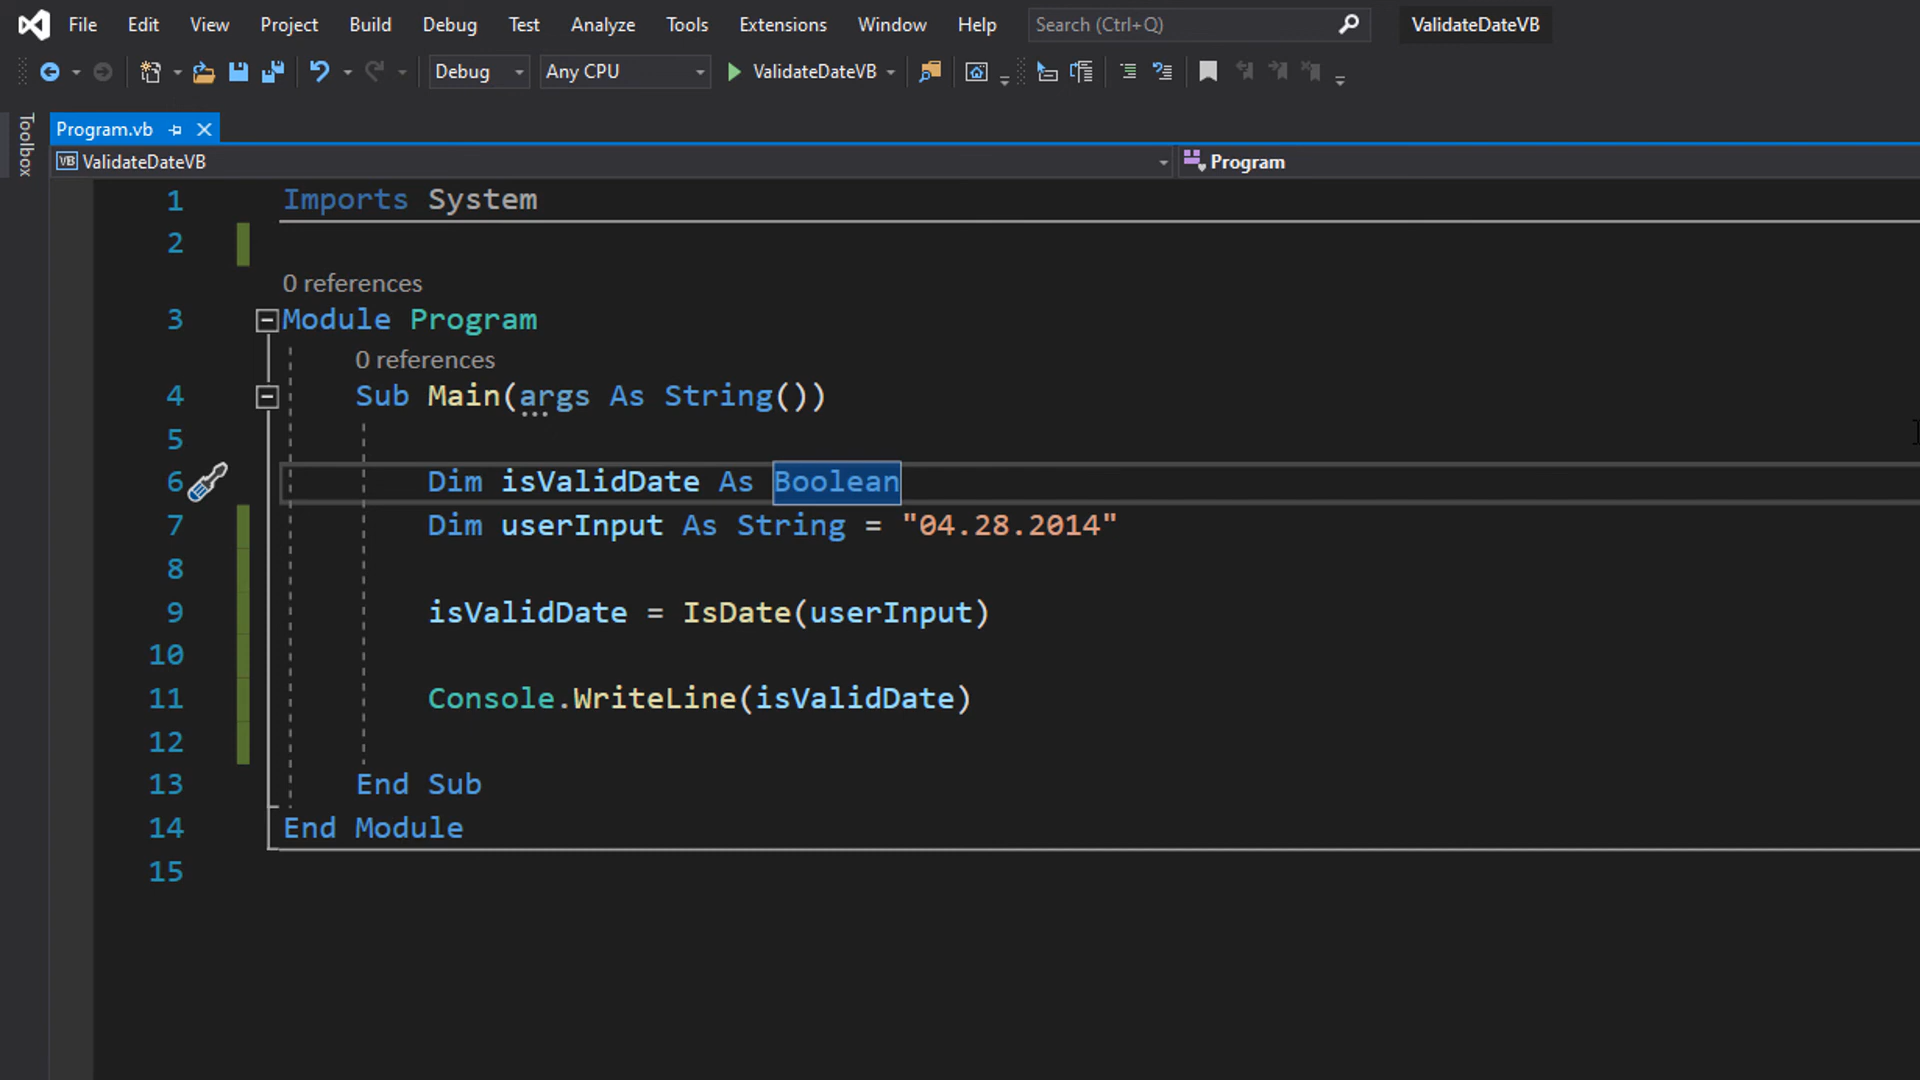 File Edit View Project Build Debug Test Analyze Tools Extensions Window Help Search (Ctrl+Q) ValidateDateVB
Debug Any CPU ValidateDateVB
Toolbox
Program.vb
VB ValidateDateVB Program
1 Imports System
2
0 references
3 Module Program
0 references
4 Sub Main(args As String())
5
6 Dim isValidDate As Boolean
7 Dim userInput As String = "04.28.2014"
8
9 isValidDate = IsDate(userInput)
10
11 Console.WriteLine(isValidDate)
12
13 End Sub
14 End Module
15